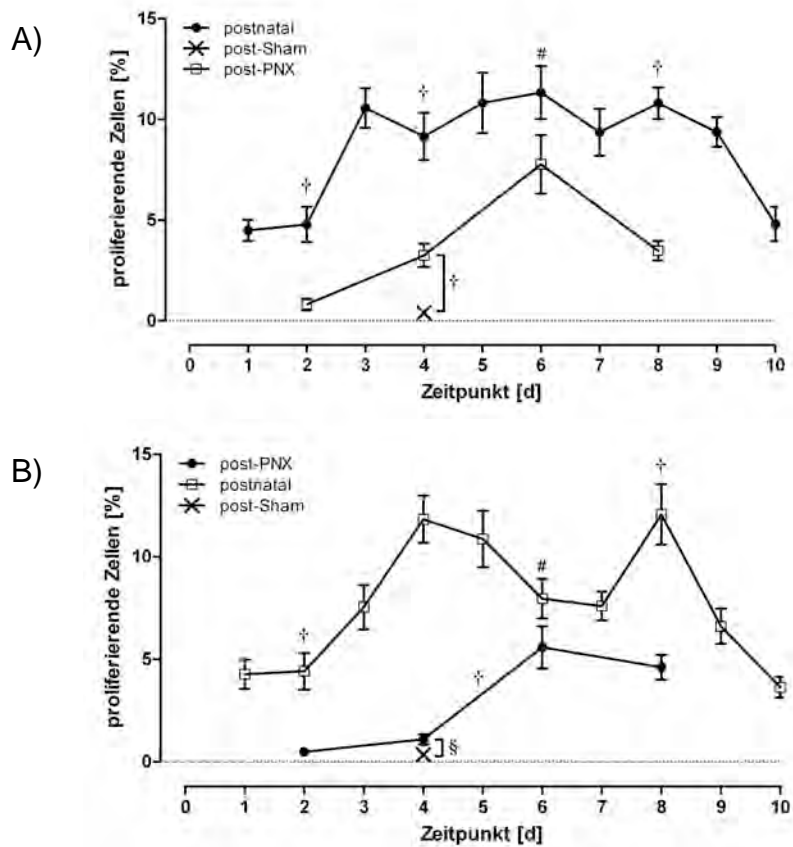 A)
postnatal
post-Sham
post-PNX
proliferierende Zellen [%]
15
10
5
0
† † # †
†
0 1 2 3 4 5 6 7 8 9 10
Zeitpunkt [d]
B)
post-PNX
postnatal
post-Sham
proliferierende Zellen [%]
15
10
5
0
† † # †
§
0 1 2 3 4 5 6 7 8 9 10
Zeitpunkt [d]